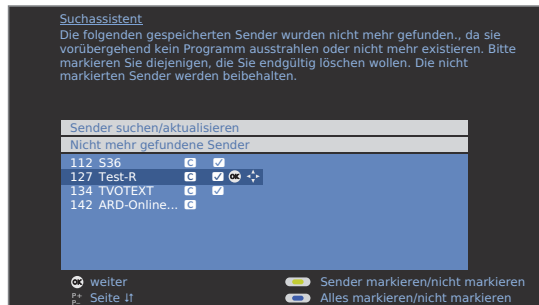 Suchassistent
Die folgenden gespeicherten Sender wurden nicht mehr gefunden., da sie
vorübergehend kein Programm ausstrahlen oder nicht mehr existieren. Bitte
markieren Sie diejenigen, die Sie endgültig löschen wollen. Die nicht
markierten Sender werden beibehalten.
Sender suchen/aktualisieren
Nicht mehr gefundene Sender
112 S36 C
127 Test-R C OK
134 TVOTEXT C
142 ARD-Online... C
OK weiter
Sender markieren/nicht markieren
P+ P– Seite ↓↑
Alles markieren/nicht markieren